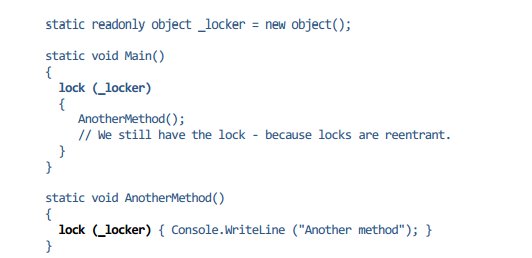 static readonly object _locker = new object();
static void Main()
{
lock (_locker)
{
AnotherMethod();
// We still have the lock - because locks are reentrant.
}
}
static void AnotherMethod()
{
lock (_locker) { Console.WriteLine ("Another method"); }
}